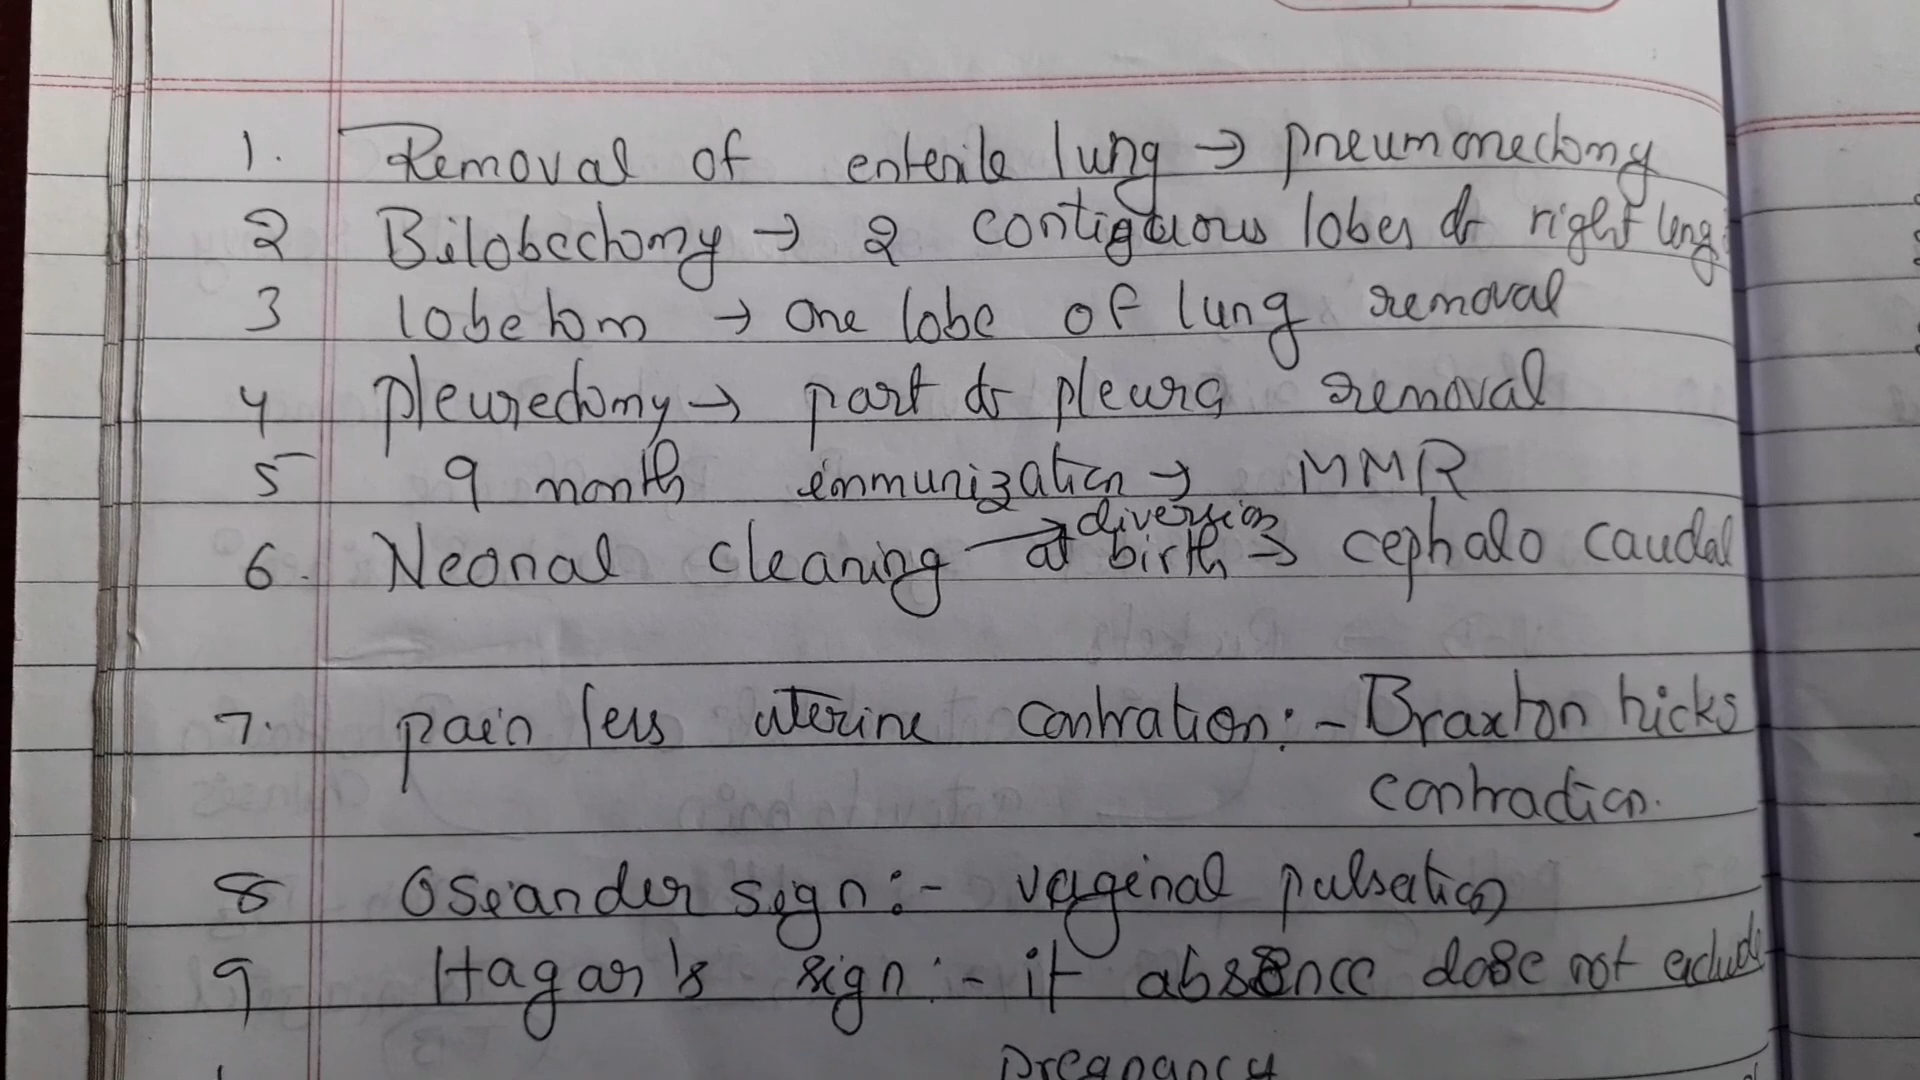 1. Removal of enterile lung → pneumonectomy
2 Bilobectomy → 2 contiguous lobes of right lung
3 lobetom → One lobe of lung removal
4 pleurectomy → part of pleura removal
5 9 month immunization → MMR
diversion
6. Neonal cleaning → at birth → cephalo caudal
7. pain less uterine contration :- Braxton hicks
contraction.
8 Oseander sign :- vaginal pulsation
9 Hagar's sign :- it absence dose not exclude
pregnancy